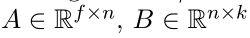 A ∈ ℝ^{f×n}, B ∈ ℝ^{n×k}